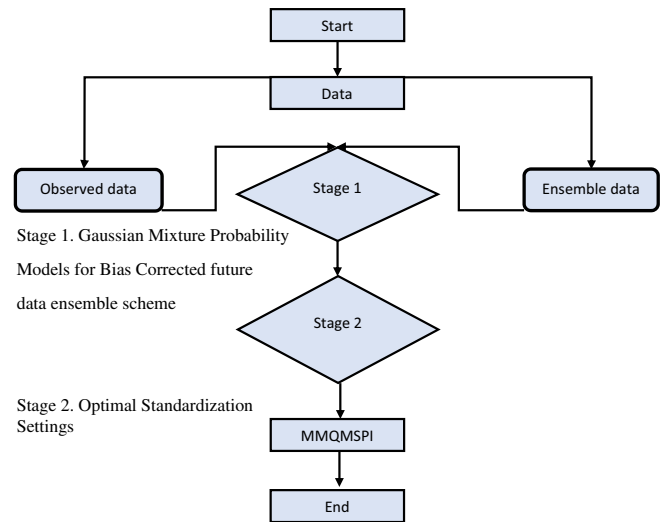 Start
Data
Observed data
Stage 1
Ensemble data
Stage 1. Gaussian Mixture Probability
Models for Bias Corrected future
data ensemble scheme
Stage 2
Stage 2. Optimal Standardization
Settings
MMQMSPI
End